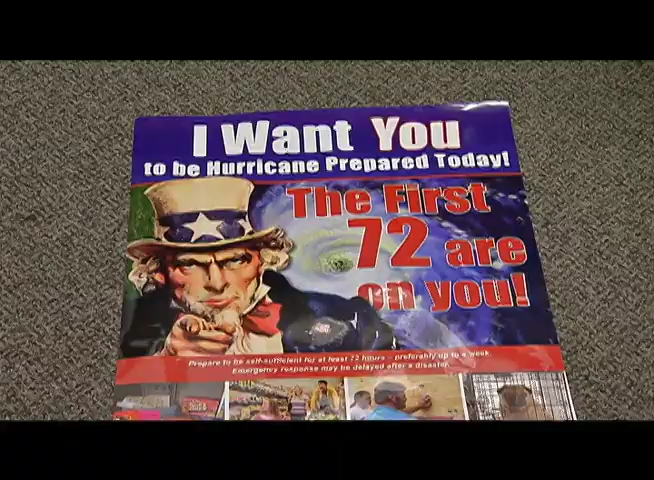 I Want You
to be Hurricane Prepared Today!
The First
72 are
on you!
Prepare to be self-sufficient for at least 72 hours - preferably up to a week.
Emergency response may be delayed after a disaster.